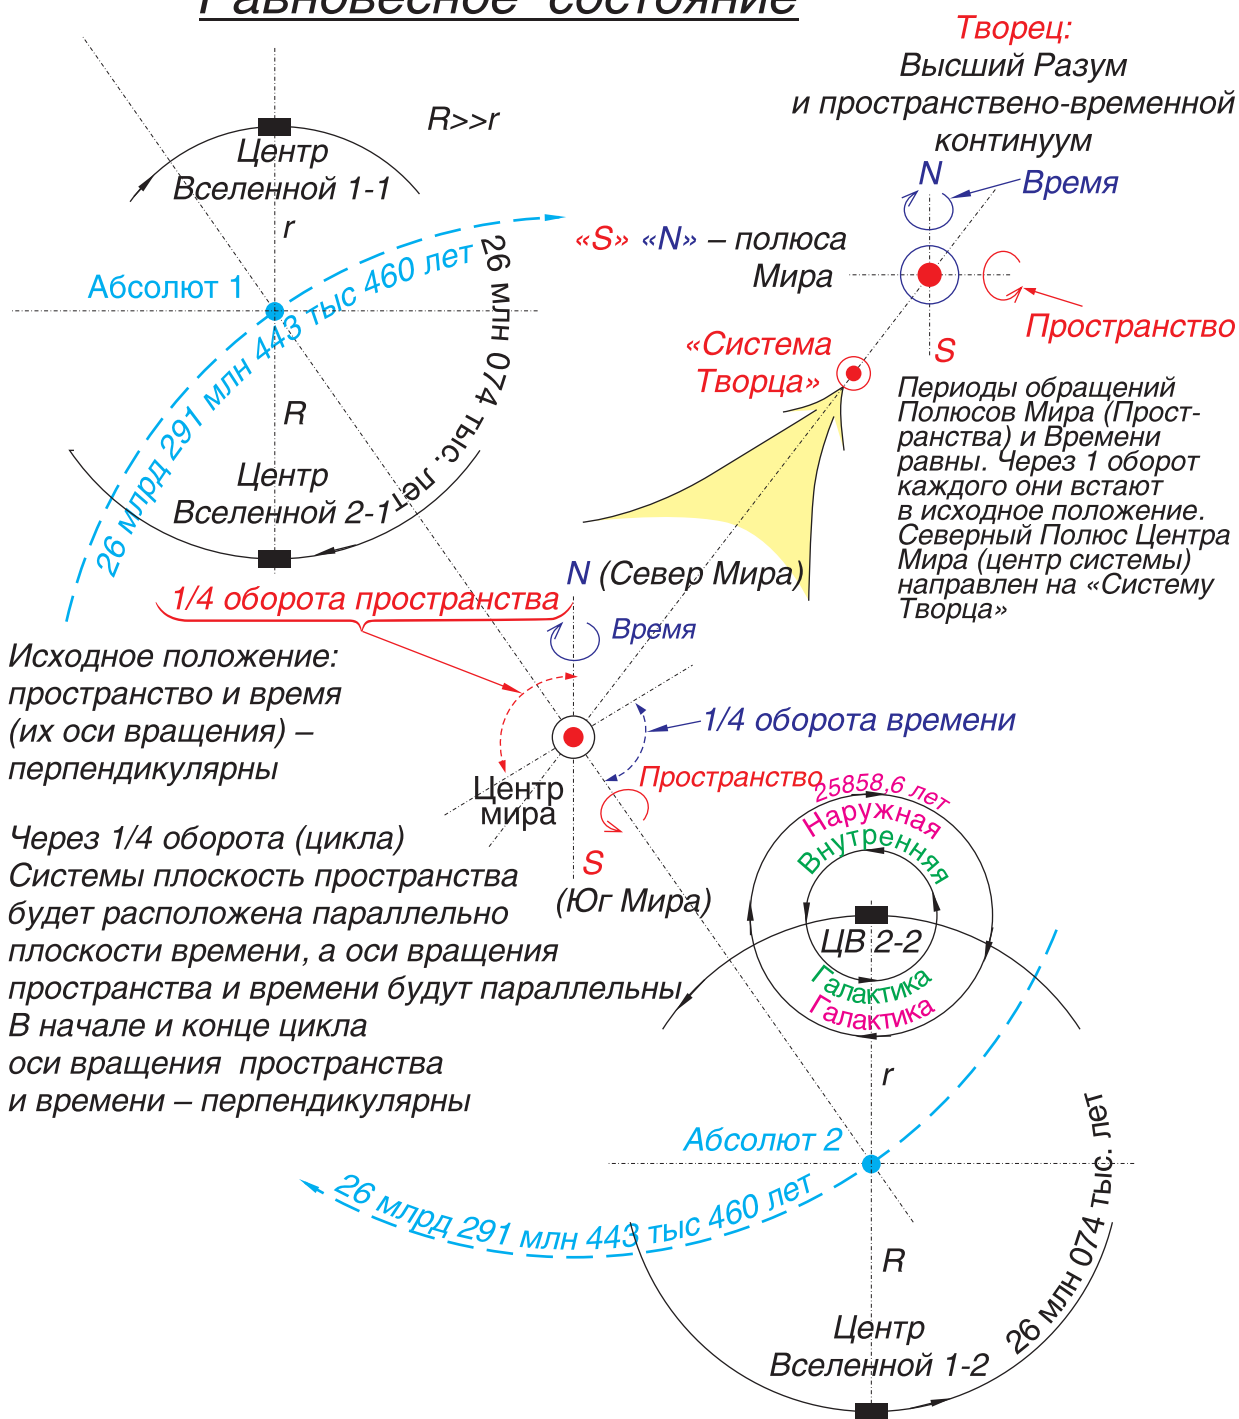 Равновесное состояние
Творец:
Высший Разум
и пространствено-временной
континуум
R>>r
Центр
Вселенной 1-1
r
N
Время
«S» «N» – полюса
Мира
Абсолют 1
26 млрд 291 млн 443 тыс 460 лет
26 млн 074 тыс. лет
Пространство
S
«Система
Творца»
R
Периоды обращений
Полюсов Мира (Прост-
ранства) и Времени
равны. Через 1 оборот
каждого они встают
в исходное положение.
Северный Полюс Центра
Мира (центр системы)
направлен на «Систему
Творца»
Центр
Вселенной 2-1
N (Север Мира)
1/4 оборота пространства
Время
Исходное положение:
пространство и время
(их оси вращения) –
перпендикулярны
1/4 оборота времени
Пространство
Центр
мира
S
(Юг Мира)
25858,6 лет
Наружная
Внутренняя
ЦВ 2-2
Галактика
Галактика
Через 1/4 оборота (цикла)
Системы плоскость пространства
будет расположена параллельно
плоскости времени, а оси вращения
пространства и времени будут параллельны
В начале и конце цикла
оси вращения пространства
и времени – перпендикулярны
r
Абсолют 2
26 млрд 291 млн 443 тыс 460 лет
26 млн 074 тыс. лет
R
Центр
Вселенной 1-2